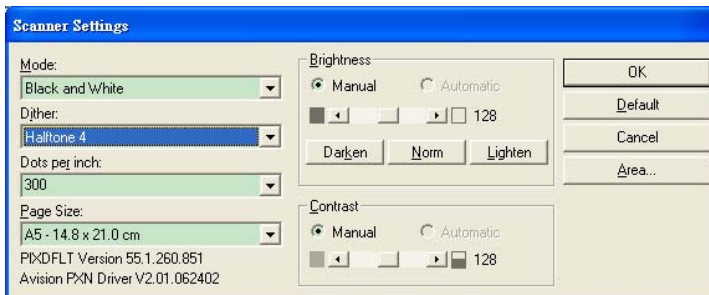 Scanner Settings
Mode:
Black and White
Dither:
Halftone 4
Dots per inch:
300
Page Size:
A5 - 14.8 x 21.0 cm
PIXDFLT Version 55.1.260.851
Avision PXN Driver V2.01.062402
Brightness
Manual
Automatic
128
Darken
Norm
Lighten
Contrast
Manual
Automatic
128
OK
Default
Cancel
Area...